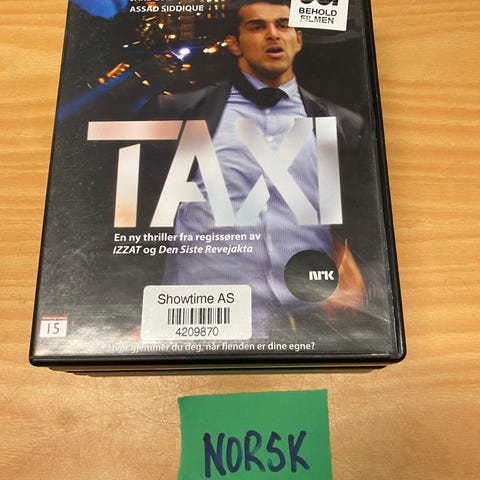 ASSAD SIDDIQUE
BEHOLD
FILMEN
TAXI
En ny thriller fra regissøren av
IZZAT og Den Siste Revejakta
NRK
Showtime AS
4209870
15
Hvor gjemmer du deg, når fienden er dine egne?
NORSK